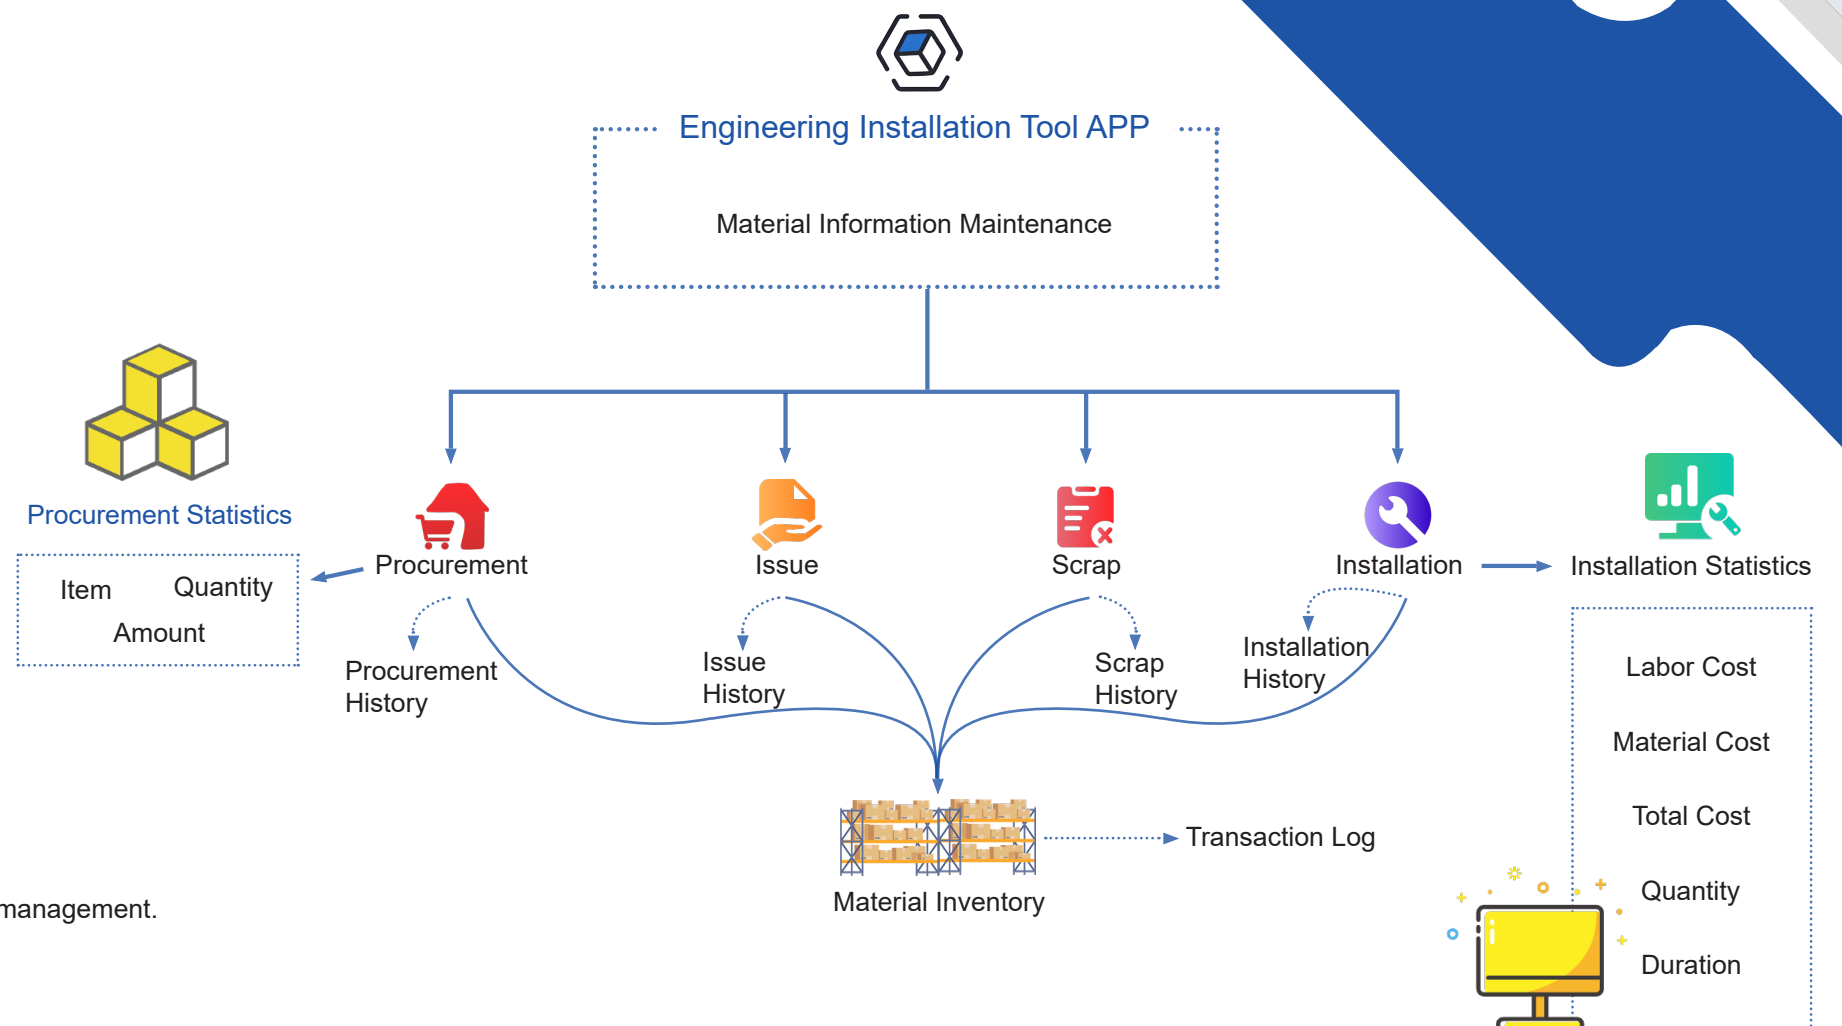 Engineering Installation Tool APP
Material Information Maintenance
Procurement Statistics
Item
Quantity
Amount
Procurement
Issue
Scrap
Installation
Installation Statistics
Procurement
History
Issue
History
Scrap
History
Installation
History
Labor Cost
Material Cost
Total Cost
Quantity
Duration
Transaction Log
Material Inventory
management.